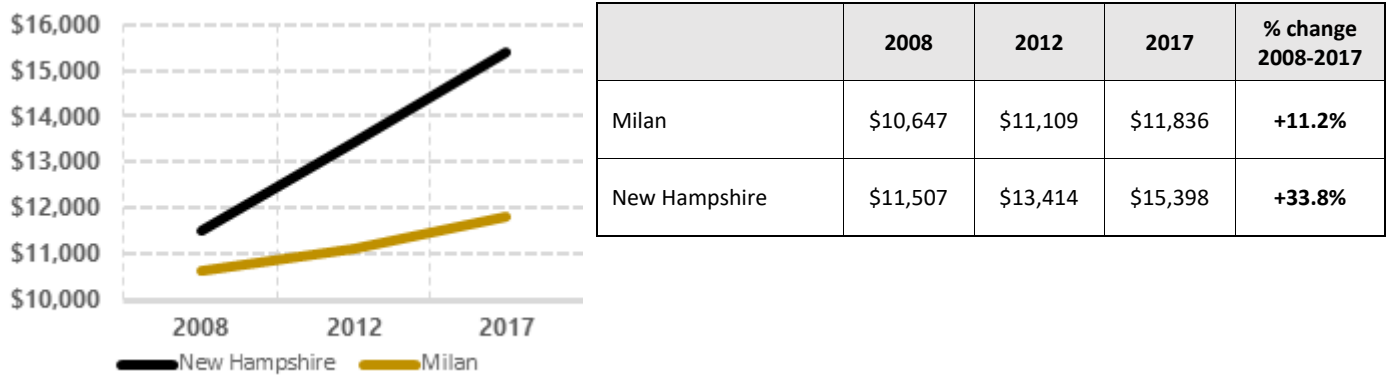 $16,000
$15,000
$14,000
$13,000
$12,000
$11,000
$10,000
2008 2012 2017
New Hampshire Milan
2008 2012 2017 % change
2008-2017
Milan $10,647 $11,109 $11,836 +11.2%
New Hampshire $11,507 $13,414 $15,398 +33.8%